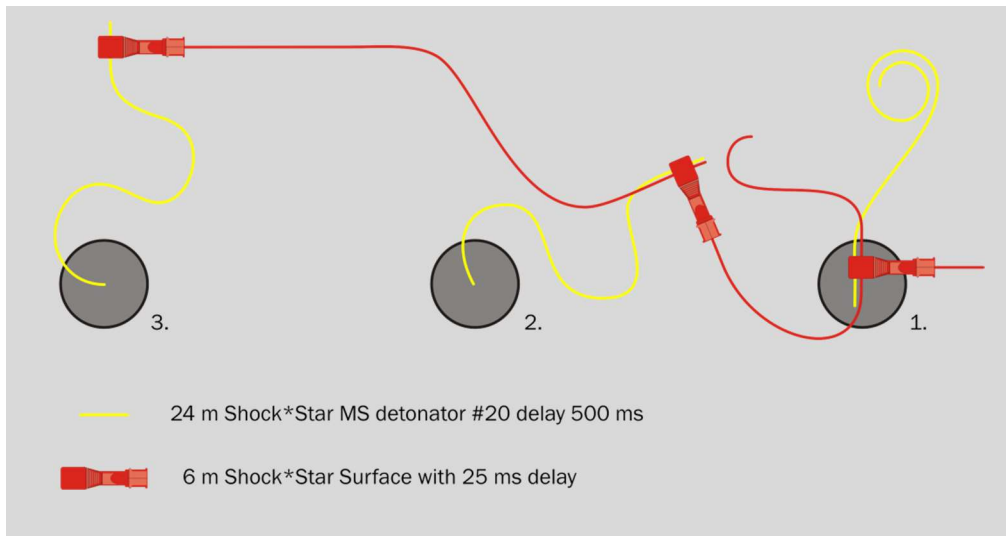 3.
2.
1.
24 m Shock*Star MS detonator #20 delay 500 ms
6 m Shock*Star Surface with 25 ms delay